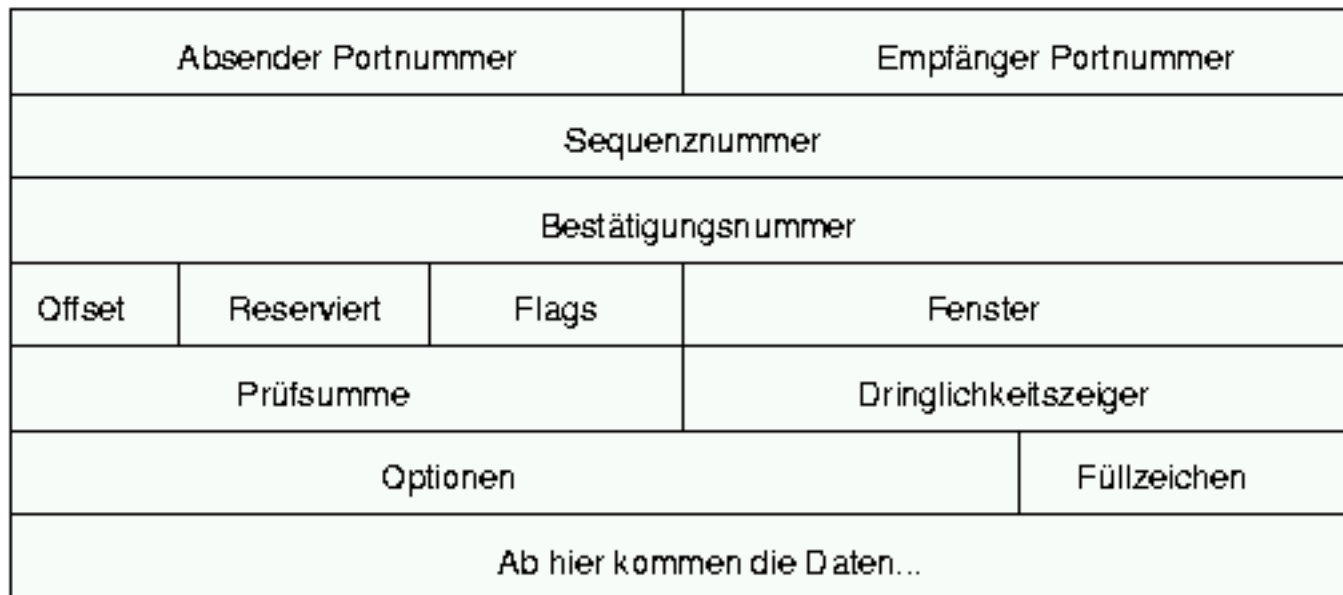 Absender Portnummer Empfänger Portnummer
Sequenznummer
Bestätigungsnummer
Offset Reserviert Flags Fenster
Prüfsumme Dringlichkeitszeiger
Optionen Füllzeichen
Ab hier kommen die Daten...